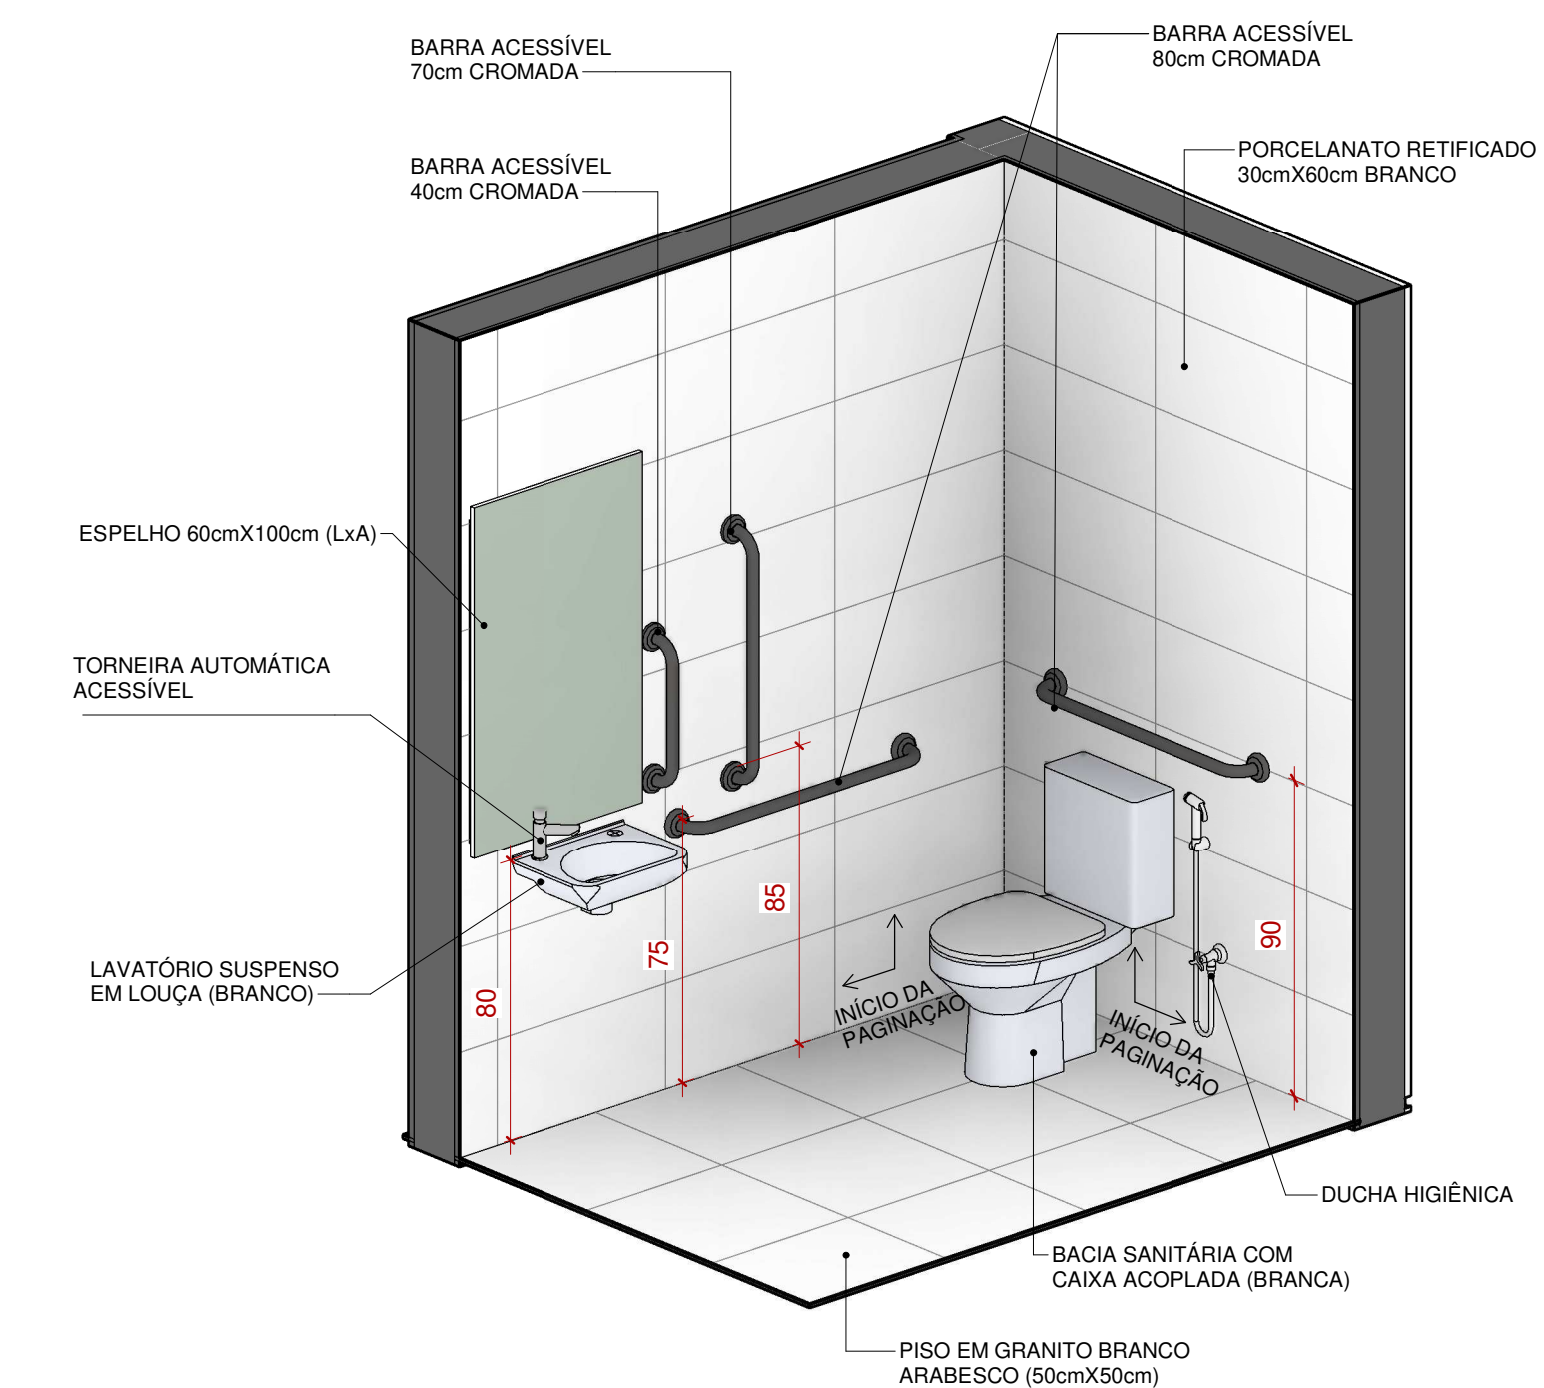 BARRA ACESSÍVEL
70cm CROMADA
BARRA ACESSÍVEL
80cm CROMADA
PORCELANATO RETIFICADO
30cmX60cm BRANCO
BARRA ACESSÍVEL
40cm CROMADA
ESPELHO 60cmX100cm (LxA)
TORNEIRA AUTOMÁTICA
ACESSÍVEL
LAVATÓRIO SUSPENSO
EM LOUÇA (BRANCO)
80
75
85
90
INÍCIO DA
PAGINAÇÃO
INÍCIO DA
PAGINAÇÃO
DUCHA HIGIÊNICA
BACIA SANITÁRIA COM
CAIXA ACOPLADA (BRANCA)
PISO EM GRANITO BRANCO
ARABESCO (50cmX50cm)